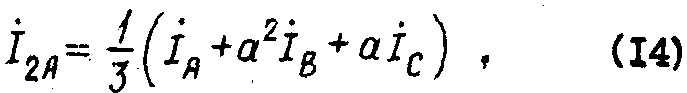 İ₂A = 1/3 (İA + a²İB + aİC) , (I4)